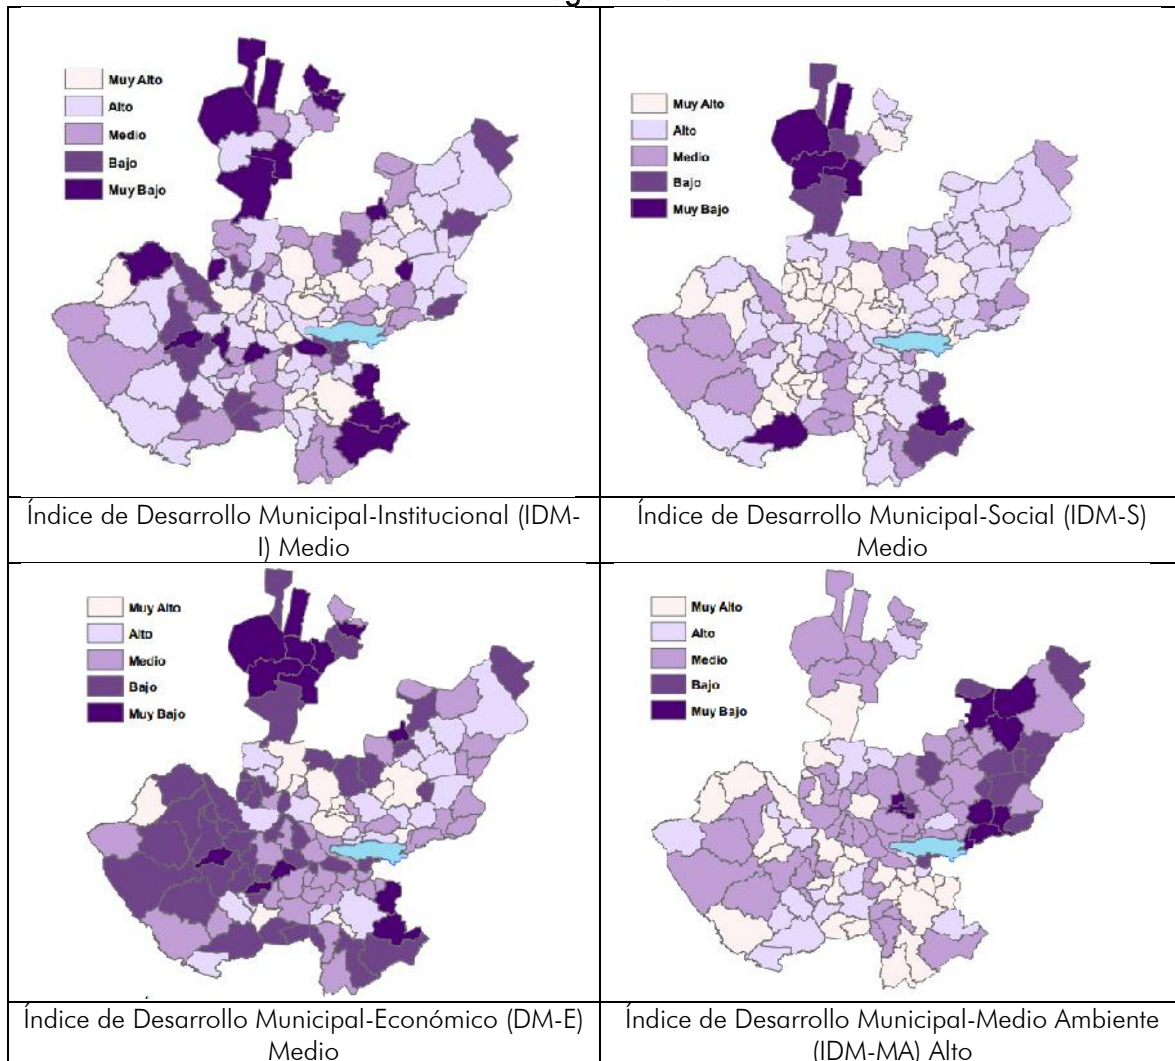 Muy Alto
Alto
Medio
Bajo
Muy Bajo
Muy Alto
Alto
Medio
Bajo
Muy Bajo
Índice de Desarrollo Municipal-Institucional (IDM-
I) Medio
Índice de Desarrollo Municipal-Social (IDM-S)
Medio
Muy Alto
Alto
Medio
Bajo
Muy Bajo
Muy Alto
Alto
Medio
Bajo
Muy Bajo
Índice de Desarrollo Municipal-Económico (DM-E)
Medio
Índice de Desarrollo Municipal-Medio Ambiente
(IDM-MA) Alto